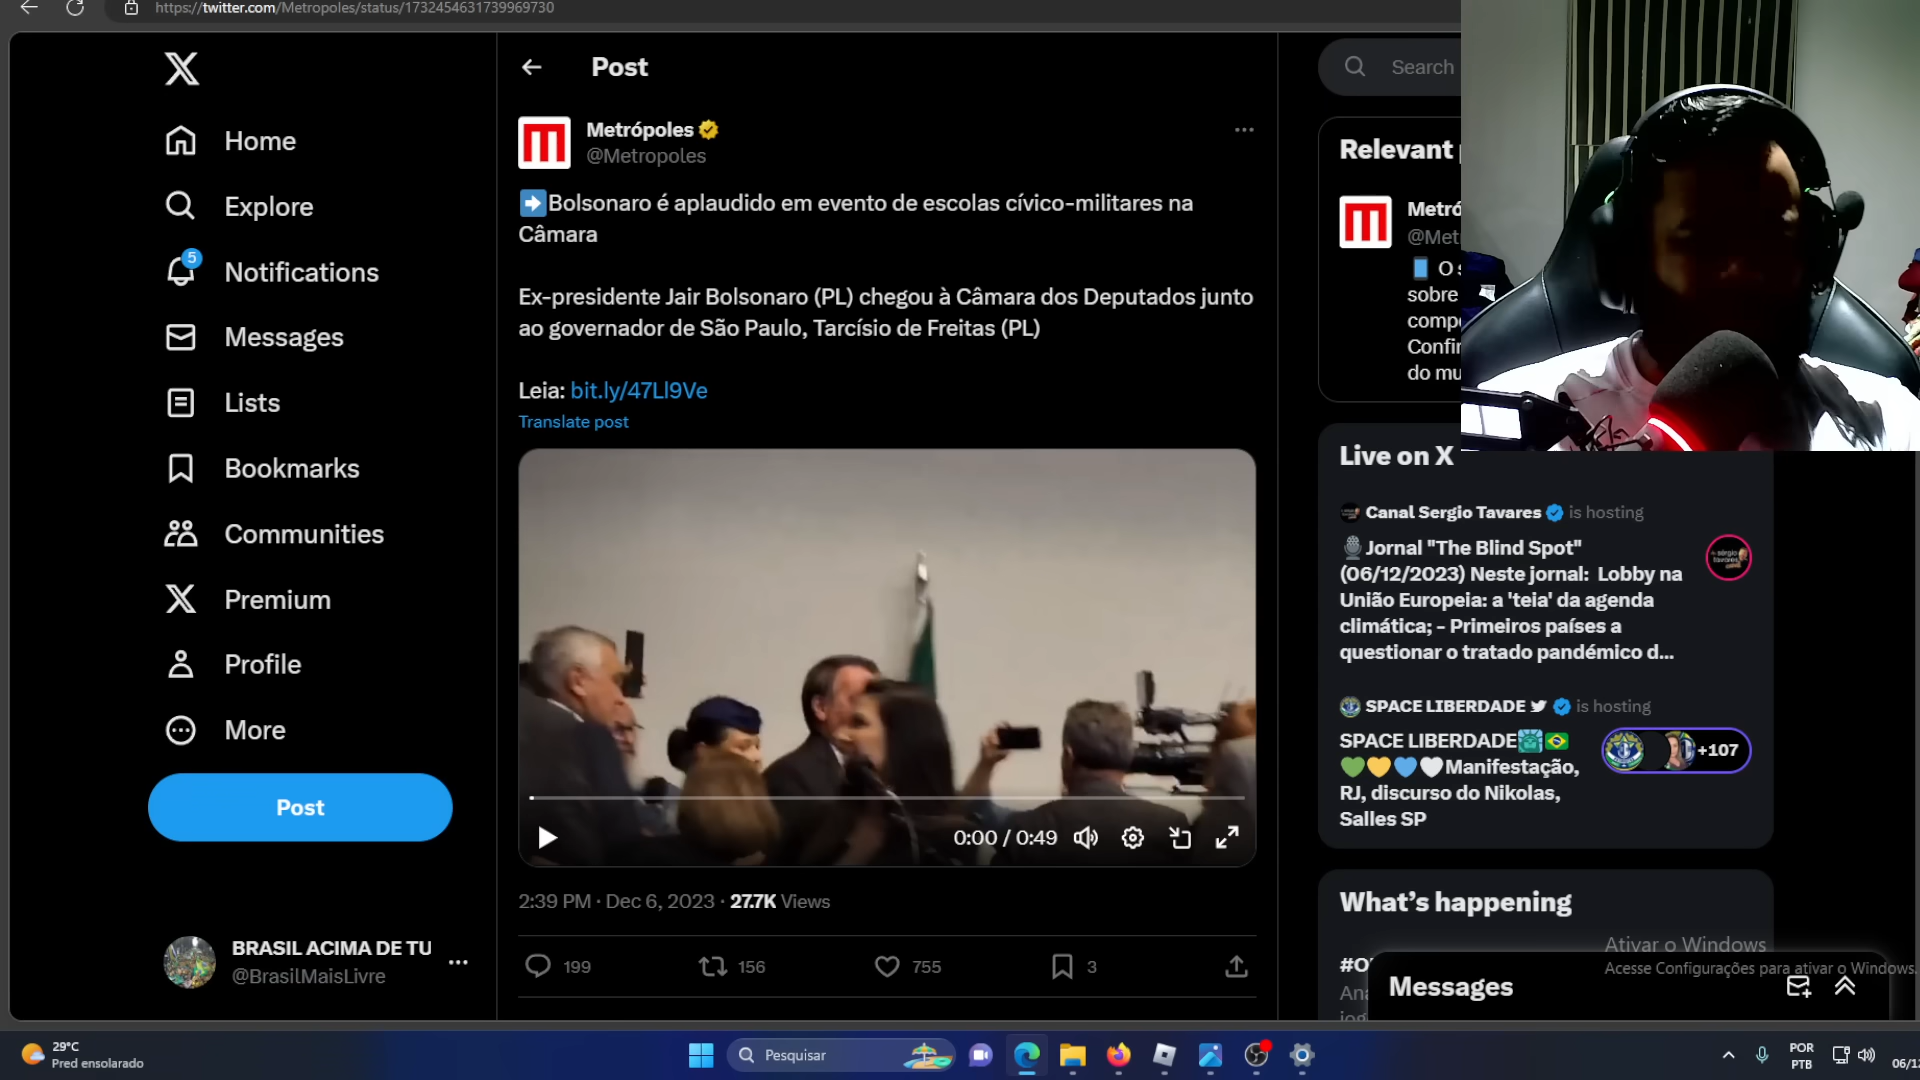 https://twitter.com/Metropoles/status/1732454631739969730
Home
Explore
5
Notifications
Messages
Lists
Bookmarks
Communities
Premium
Profile
More
Post
BRASIL ACIMA DE TU
@BrasilMaisLivre
Post
Metrópoles
@Metropoles
➡️Bolsonaro é aplaudido em evento de escolas cívico-militares na
Câmara
Ex-presidente Jair Bolsonaro (PL) chegou à Câmara dos Deputados junto
ao governador de São Paulo, Tarcísio de Freitas (PL)
Leia: bit.ly/47Ll9Ve
Translate post
0:00 / 0:49
2:39 PM · Dec 6, 2023 · 27.7K Views
199
156
755
3
Search
Relevant
Metró
@Met
sobre
comp
Confir
do mu
Live on X
Canal Sergio Tavares is hosting
Jornal "The Blind Spot"
(06/12/2023) Neste jornal: Lobby na
União Europeia: a 'teia' da agenda
climática; - Primeiros países a
questionar o tratado pandémico d...
SPACE LIBERDADE is hosting
SPACE LIBERDADE
Manifestação,
RJ, discurso do Nikolas,
Salles SP
+107
What's happening
Ativar o Windows
Acesse Configurações para ativar o Windows.
Messages
29°C
Pred ensolarado
Pesquisar
POR
PTB